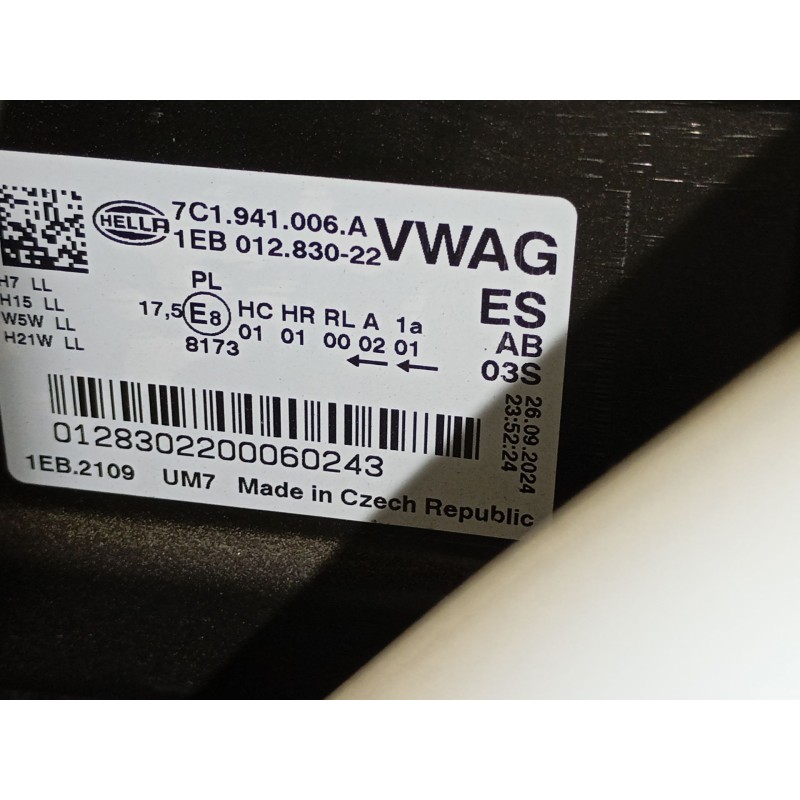 HELLA 7C1.941.006.A
1EB 012.830-22 VWAG
H7 LL
H15 LL
W5W LL
H21W LL
PL
17,5 E8 HC HR RL A 1a
01 01 00 02 01
8173
ES
AB
03S
0128302200060243
26.09.2024
23:52:24
1EB.2109 UM7 Made in Czech Republic